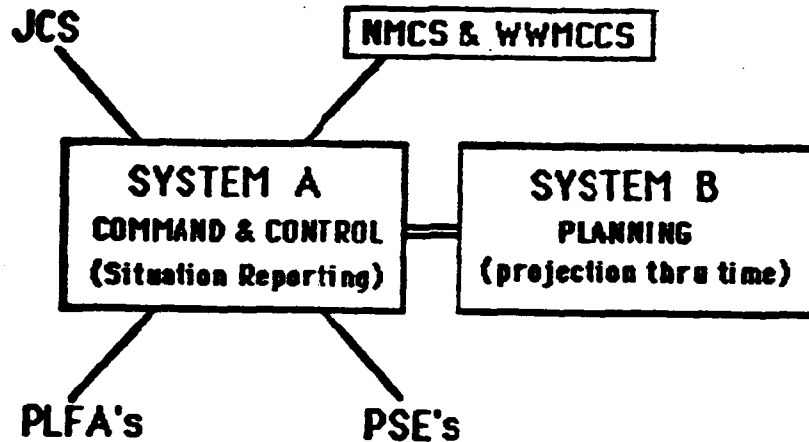 JCS
NMCS & WWMCCS
SYSTEM A
COMMAND & CONTROL
(Situation Reporting)
SYSTEM B
PLANNING
(projection thru time)
PLFA's
PSE's